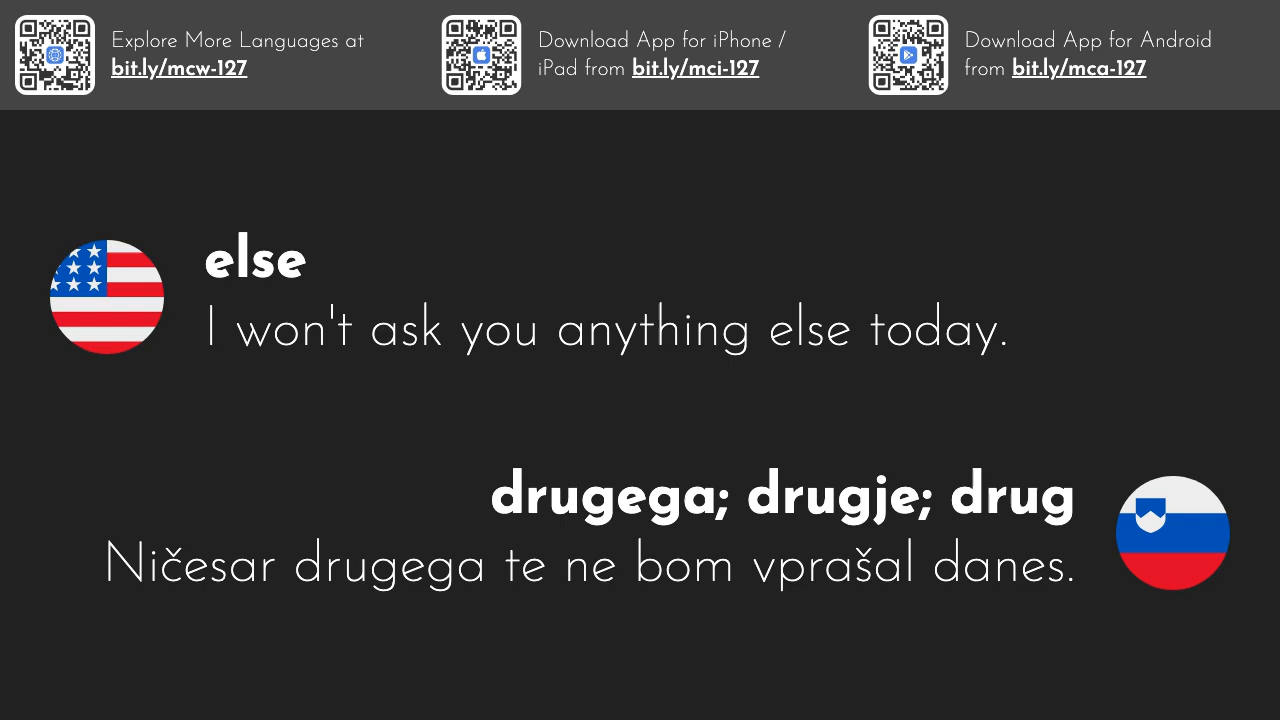 Explore More Languages at
bit.ly/mcw-127
Download App for iPhone /
iPad from bit.ly/mci-127
Download App for Android
from bit.ly/mca-127
else
I won't ask you anything else today.
drugega; drugje; drug
Ničesar drugega te ne bom vprašal danes.